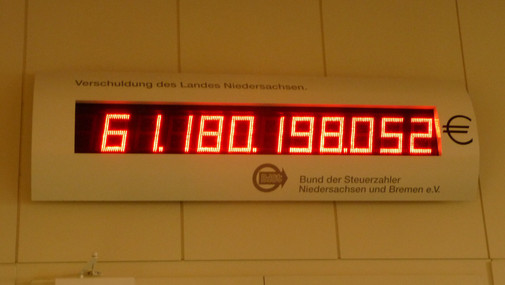 Verschuldung des Landes Niedersachsen.
61.180.198.052 €
Bund der Steuerzahler
Niedersachsen und Bremen e.V.